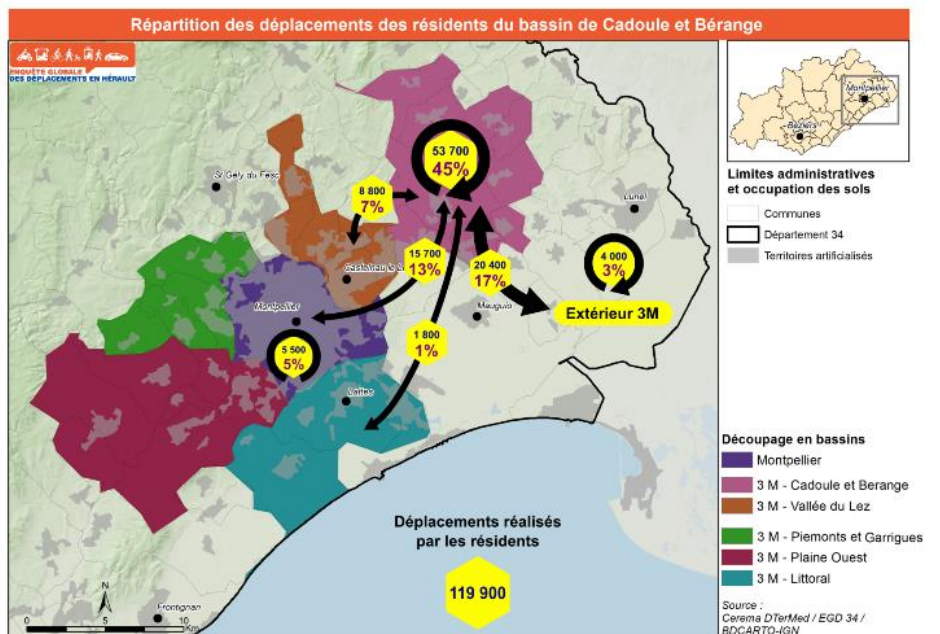 Répartition des déplacements des résidents du bassin de Cadoule et Bérange
ENQUÊTE GLOBALE
DES DÉPLACEMENTS EN HÉRAULT
Montpellier
Béziers
Limites administratives
et occupation des sols
Communes
Département 34
Territoires artificialisés
53 700
45%
St Gély du Fesc
8 800
7%
Lunel
15 700
13%
20 400
17%
4 000
3%
Castelnau le L
Extérieur 3M
Mauguio
Montpellier
1 800
1%
5 500
5%
Lattes
Découpage en bassins
Montpellier
3 M - Cadoule et Berange
3 M - Vallée du Lez
3 M - Piemonts et Garrigues
3 M - Plaine Ouest
3 M - Littoral
Déplacements réalisés
par les résidents
119 900
N
0 5 10
Km
Frontignan
Source :
Cerema DTerMed / EGD 34 /
BDCARTO-IGN